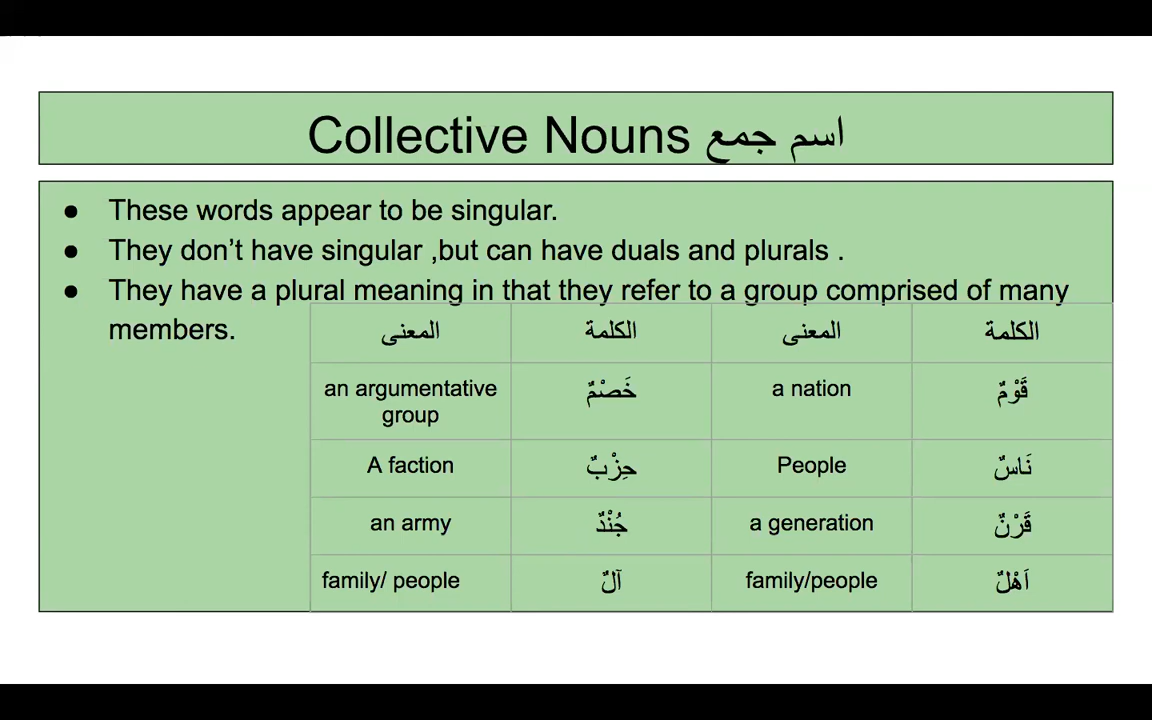 Collective Nouns اسم جمع
● These words appear to be singular.
● They don’t have singular ,but can have duals and plurals .
● They have a plural meaning in that they refer to a group comprised of many
members.
المعنى الكلمة المعنى الكلمة
an argumentative group خَصْمٌ a nation قَوْمٌ
A faction حِزْبٌ People نَاسٌ
an army جُنْدٌ a generation قَرْنٌ
family/ people آلٌ family/people اَهْلٌ